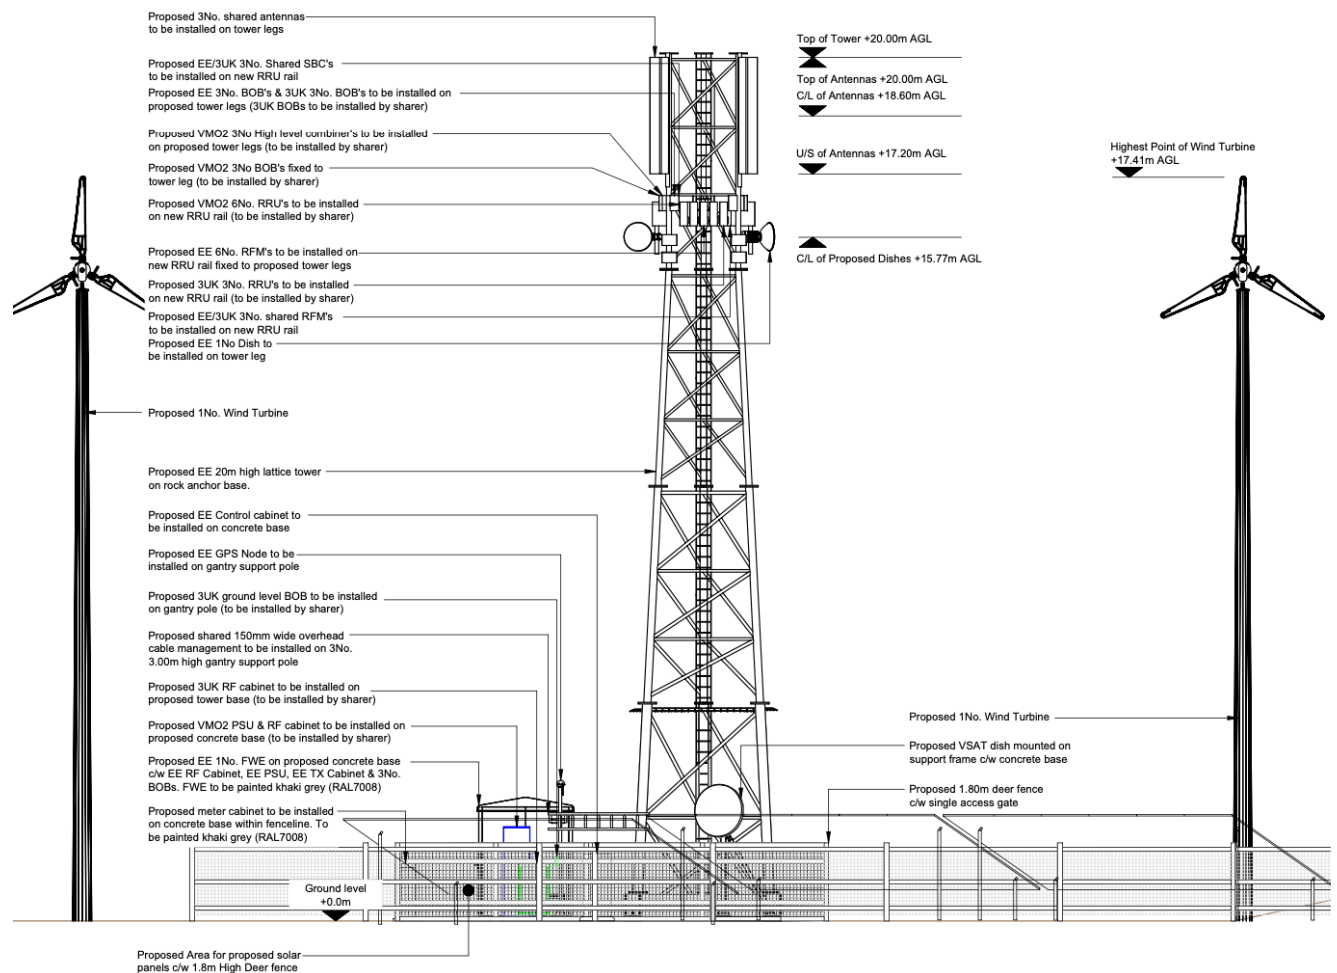 Proposed 3No. shared antennas
to be installed on tower legs
Proposed EE/3UK 3No. Shared SBC's
to be installed on new RRU rail
Proposed EE 3No. BOB's & 3UK 3No. BOB's to be installed on
proposed tower legs (3UK BOBs to be installed by sharer)
Proposed VMO2 3No High level combiner's to be installed
on proposed tower legs (to be installed by sharer)
Proposed VMO2 3No BOB's fixed to
tower leg (to be installed by sharer)
Proposed VMO2 6No. RRU's to be installed
on new RRU rail (to be installed by sharer)
Proposed EE 6No. RFM's to be installed on
new RRU rail fixed to proposed tower legs
Proposed 3UK 3No. RRU's to be installed
on new RRU rail (to be installed by sharer)
Proposed EE/3UK 3No. shared RFM's
to be installed on new RRU rail
Proposed EE 1No Dish to
be installed on tower leg
Proposed 1No. Wind Turbine
Proposed EE 20m high lattice tower
on rock anchor base.
Proposed EE Control cabinet to
be installed on concrete base
Proposed EE GPS Node to be
installed on gantry support pole
Proposed 3UK ground level BOB to be installed
on gantry pole (to be installed by sharer)
Proposed shared 150mm wide overhead
cable management to be installed on 3No.
3.00m high gantry support pole
Proposed 3UK RF cabinet to be installed on
proposed tower base (to be installed by sharer)
Proposed VMO2 PSU & RF cabinet to be installed on
proposed concrete base (to be installed by sharer)
Proposed EE 1No. FWE on proposed concrete base
c/w EE RF Cabinet, EE PSU, EE TX Cabinet & 3No.
BOBs. FWE to be painted khaki grey (RAL7008)
Proposed meter cabinet to be installed
on concrete base within fenceline. To
be painted khaki grey (RAL7008)
Ground level
+0.0m
Proposed Area for proposed solar
panels c/w 1.8m High Deer fence
Top of Tower +20.00m AGL
Top of Antennas +20.00m AGL
C/L of Antennas +18.60m AGL
U/S of Antennas +17.20m AGL
C/L of Proposed Dishes +15.77m AGL
Highest Point of Wind Turbine
+17.41m AGL
Proposed 1No. Wind Turbine
Proposed VSAT dish mounted on
support frame c/w concrete base
Proposed 1.80m deer fence
c/w single access gate